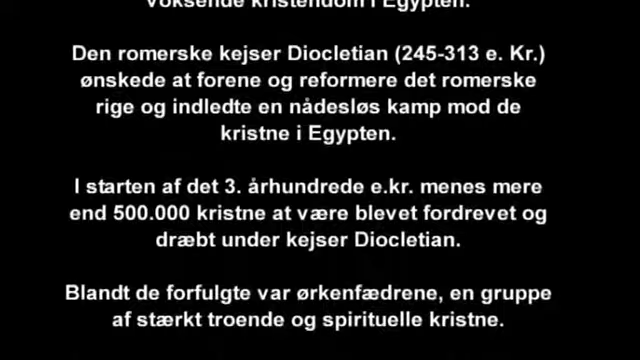 Voksende kristendom i Egypten.
Den romerske kejser Diocletian (245-313 e. Kr.)
ønskede at forene og reformere det romerske
rige og indledte en nådesløs kamp mod de
kristne i Egypten.
I starten af det 3. århundrede e.kr. menes mere
end 500.000 kristne at være blevet fordrevet og
dræbt under kejser Diocletian.
Blandt de forfulgte var ørkenfædrene, en gruppe
af stærkt troende og spirituelle kristne.